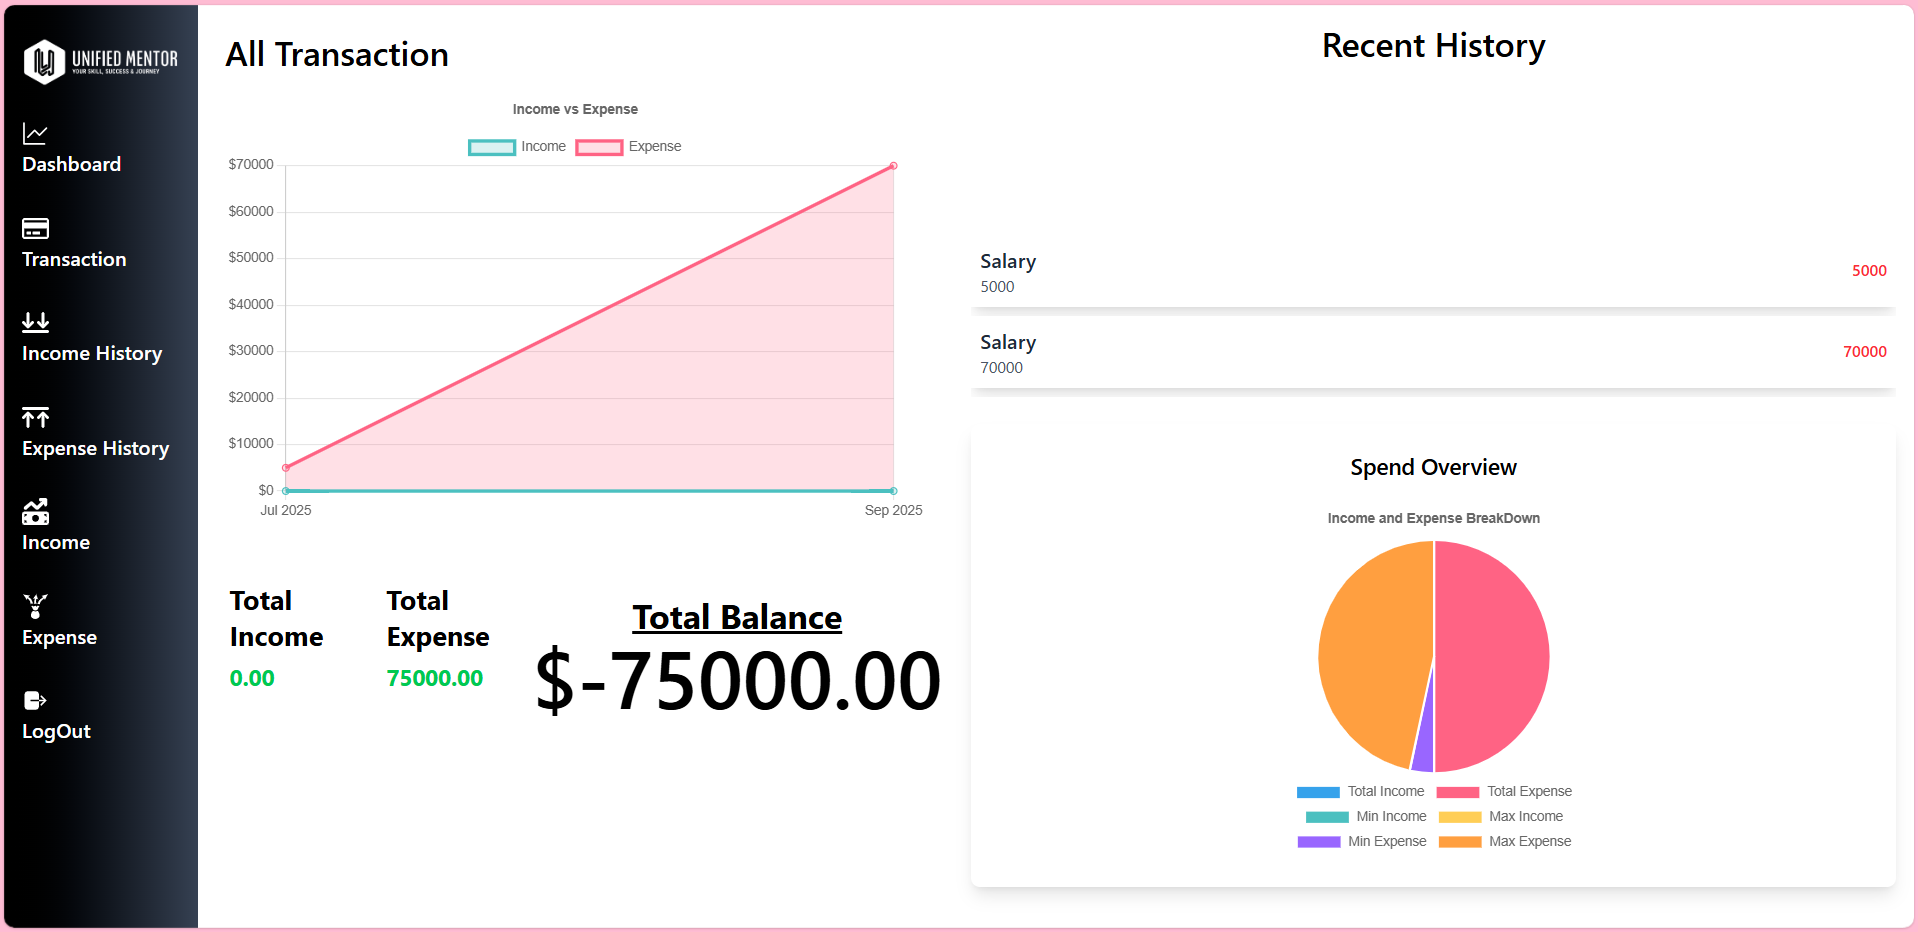 UNIFIED MENTOR
YOUR SKILL, SUCCESS & JOURNEY
Dashboard
Transaction
Income History
Expense History
Income
Expense
LogOut
All Transaction
Income vs Expense
Income Expense
$70000
$60000
$50000
$40000
$30000
$20000
$10000
$0
Jul 2025 Sep 2025
Total Income
0.00
Total Expense
75000.00
Total Balance
$-75000.00
Recent History
Salary
5000
5000
Salary
70000
70000
Spend Overview
Income and Expense BreakDown
Total Income Total Expense
Min Income Max Income
Min Expense Max Expense